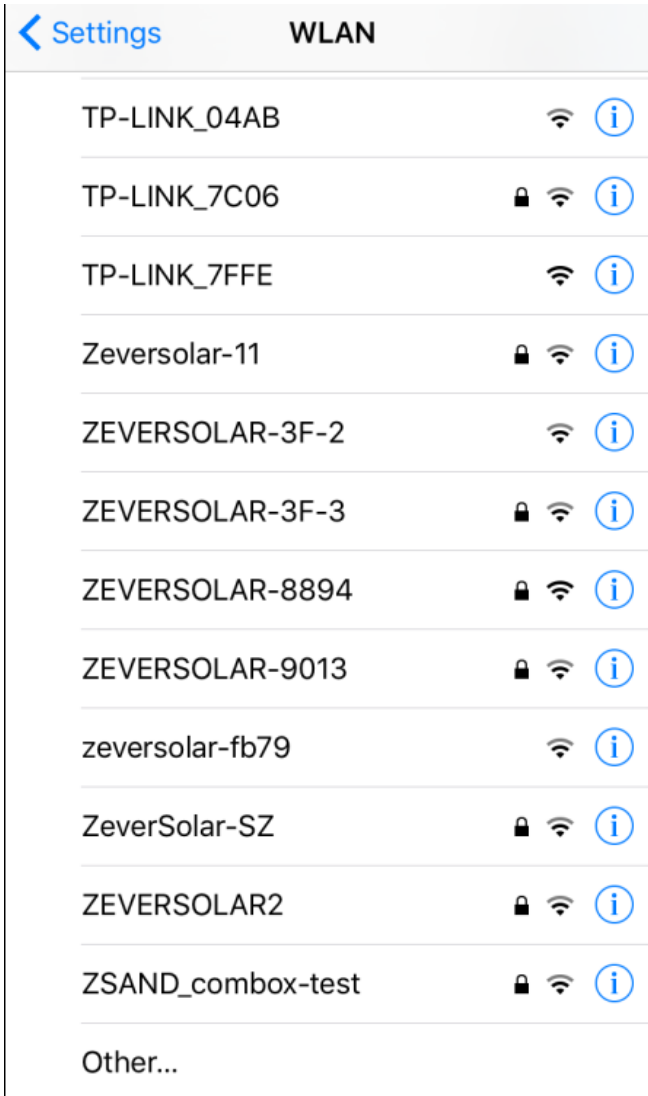 Settings WLAN
TP-LINK_04AB
TP-LINK_7C06
TP-LINK_7FFE
Zeversolar-11
ZEVERSOLAR-3F-2
ZEVERSOLAR-3F-3
ZEVERSOLAR-8894
ZEVERSOLAR-9013
zeversolar-fb79
ZeverSolar-SZ
ZEVERSOLAR2
ZSAND_combox-test
Other...